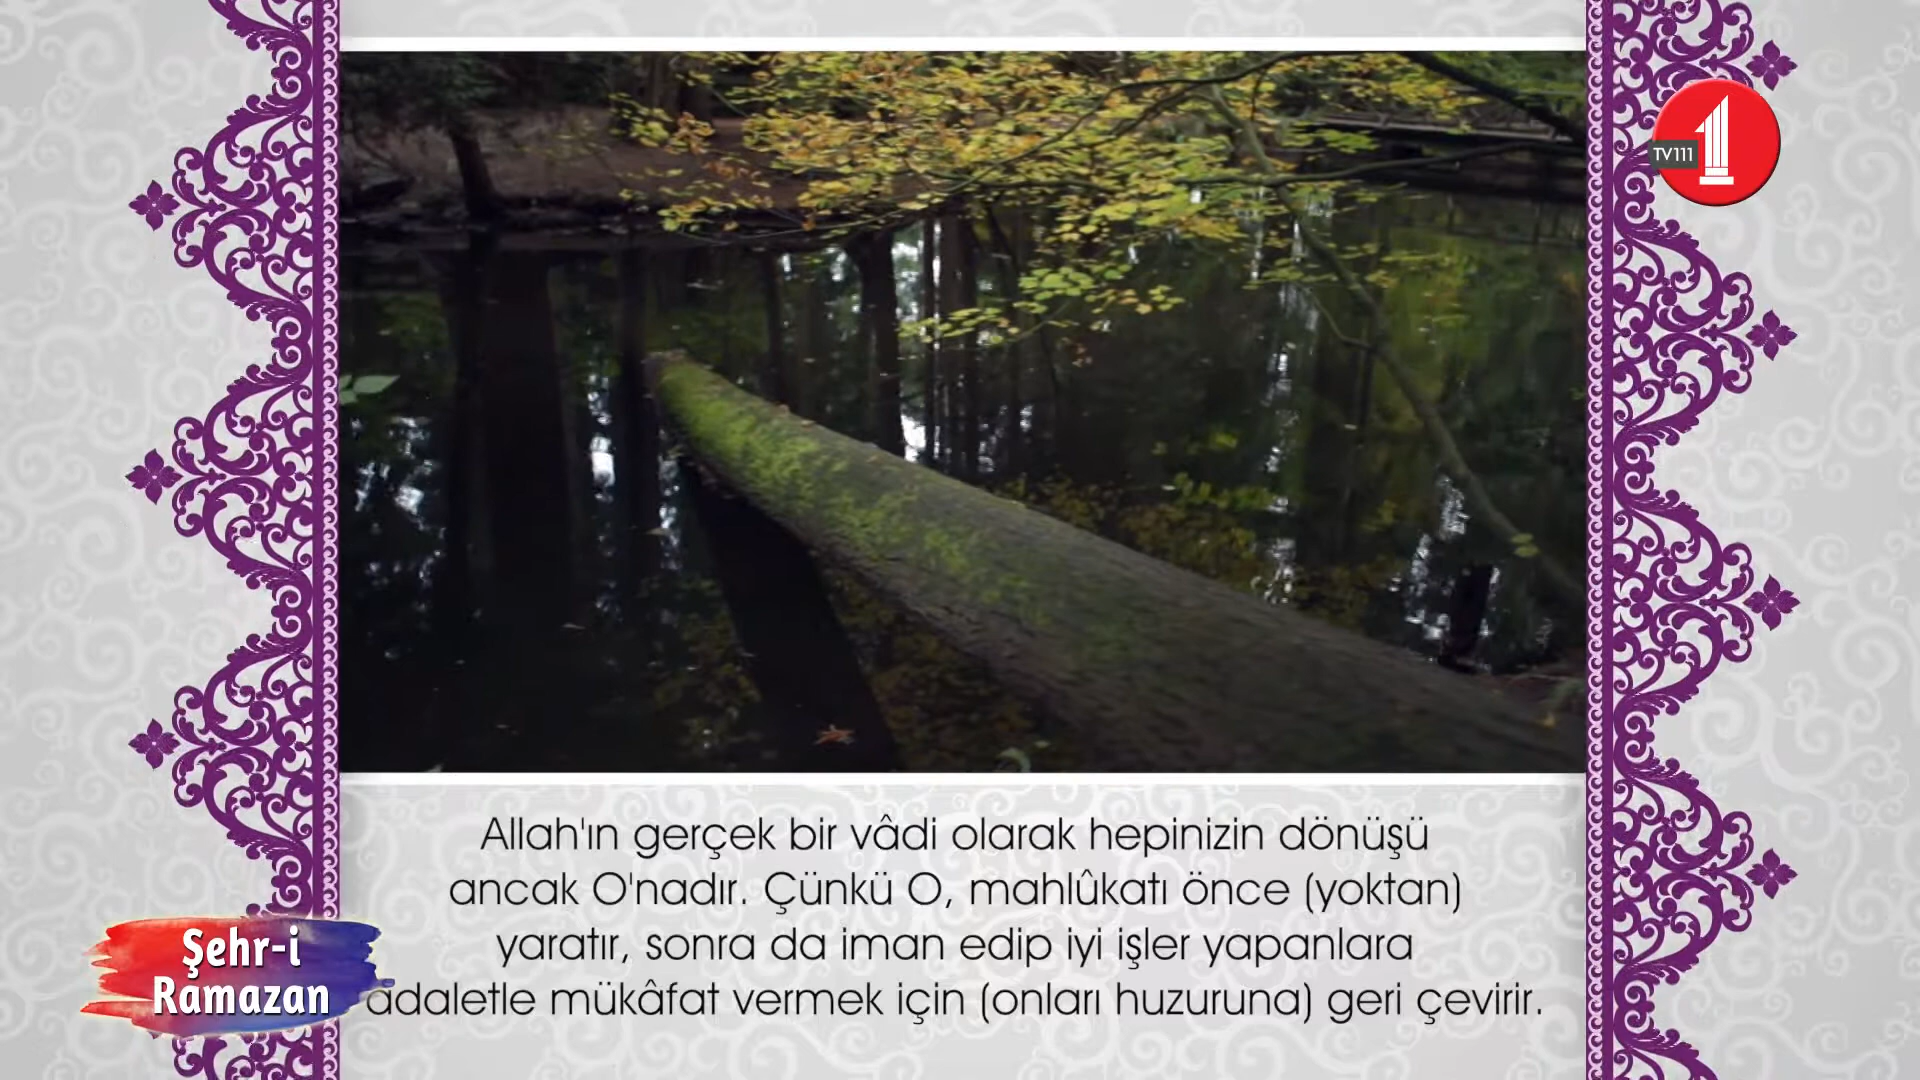 TV111
Allah'ın gerçek bir vâdi olarak hepinizin dönüşü
ancak O'nadır. Çünkü O, mahlûkatı önce (yoktan)
yaratır, sonra da iman edip iyi işler yapanlara
adaletle mükâfat vermek için (onları huzuruna) geri çevirir.
Şehr-i
Ramazan